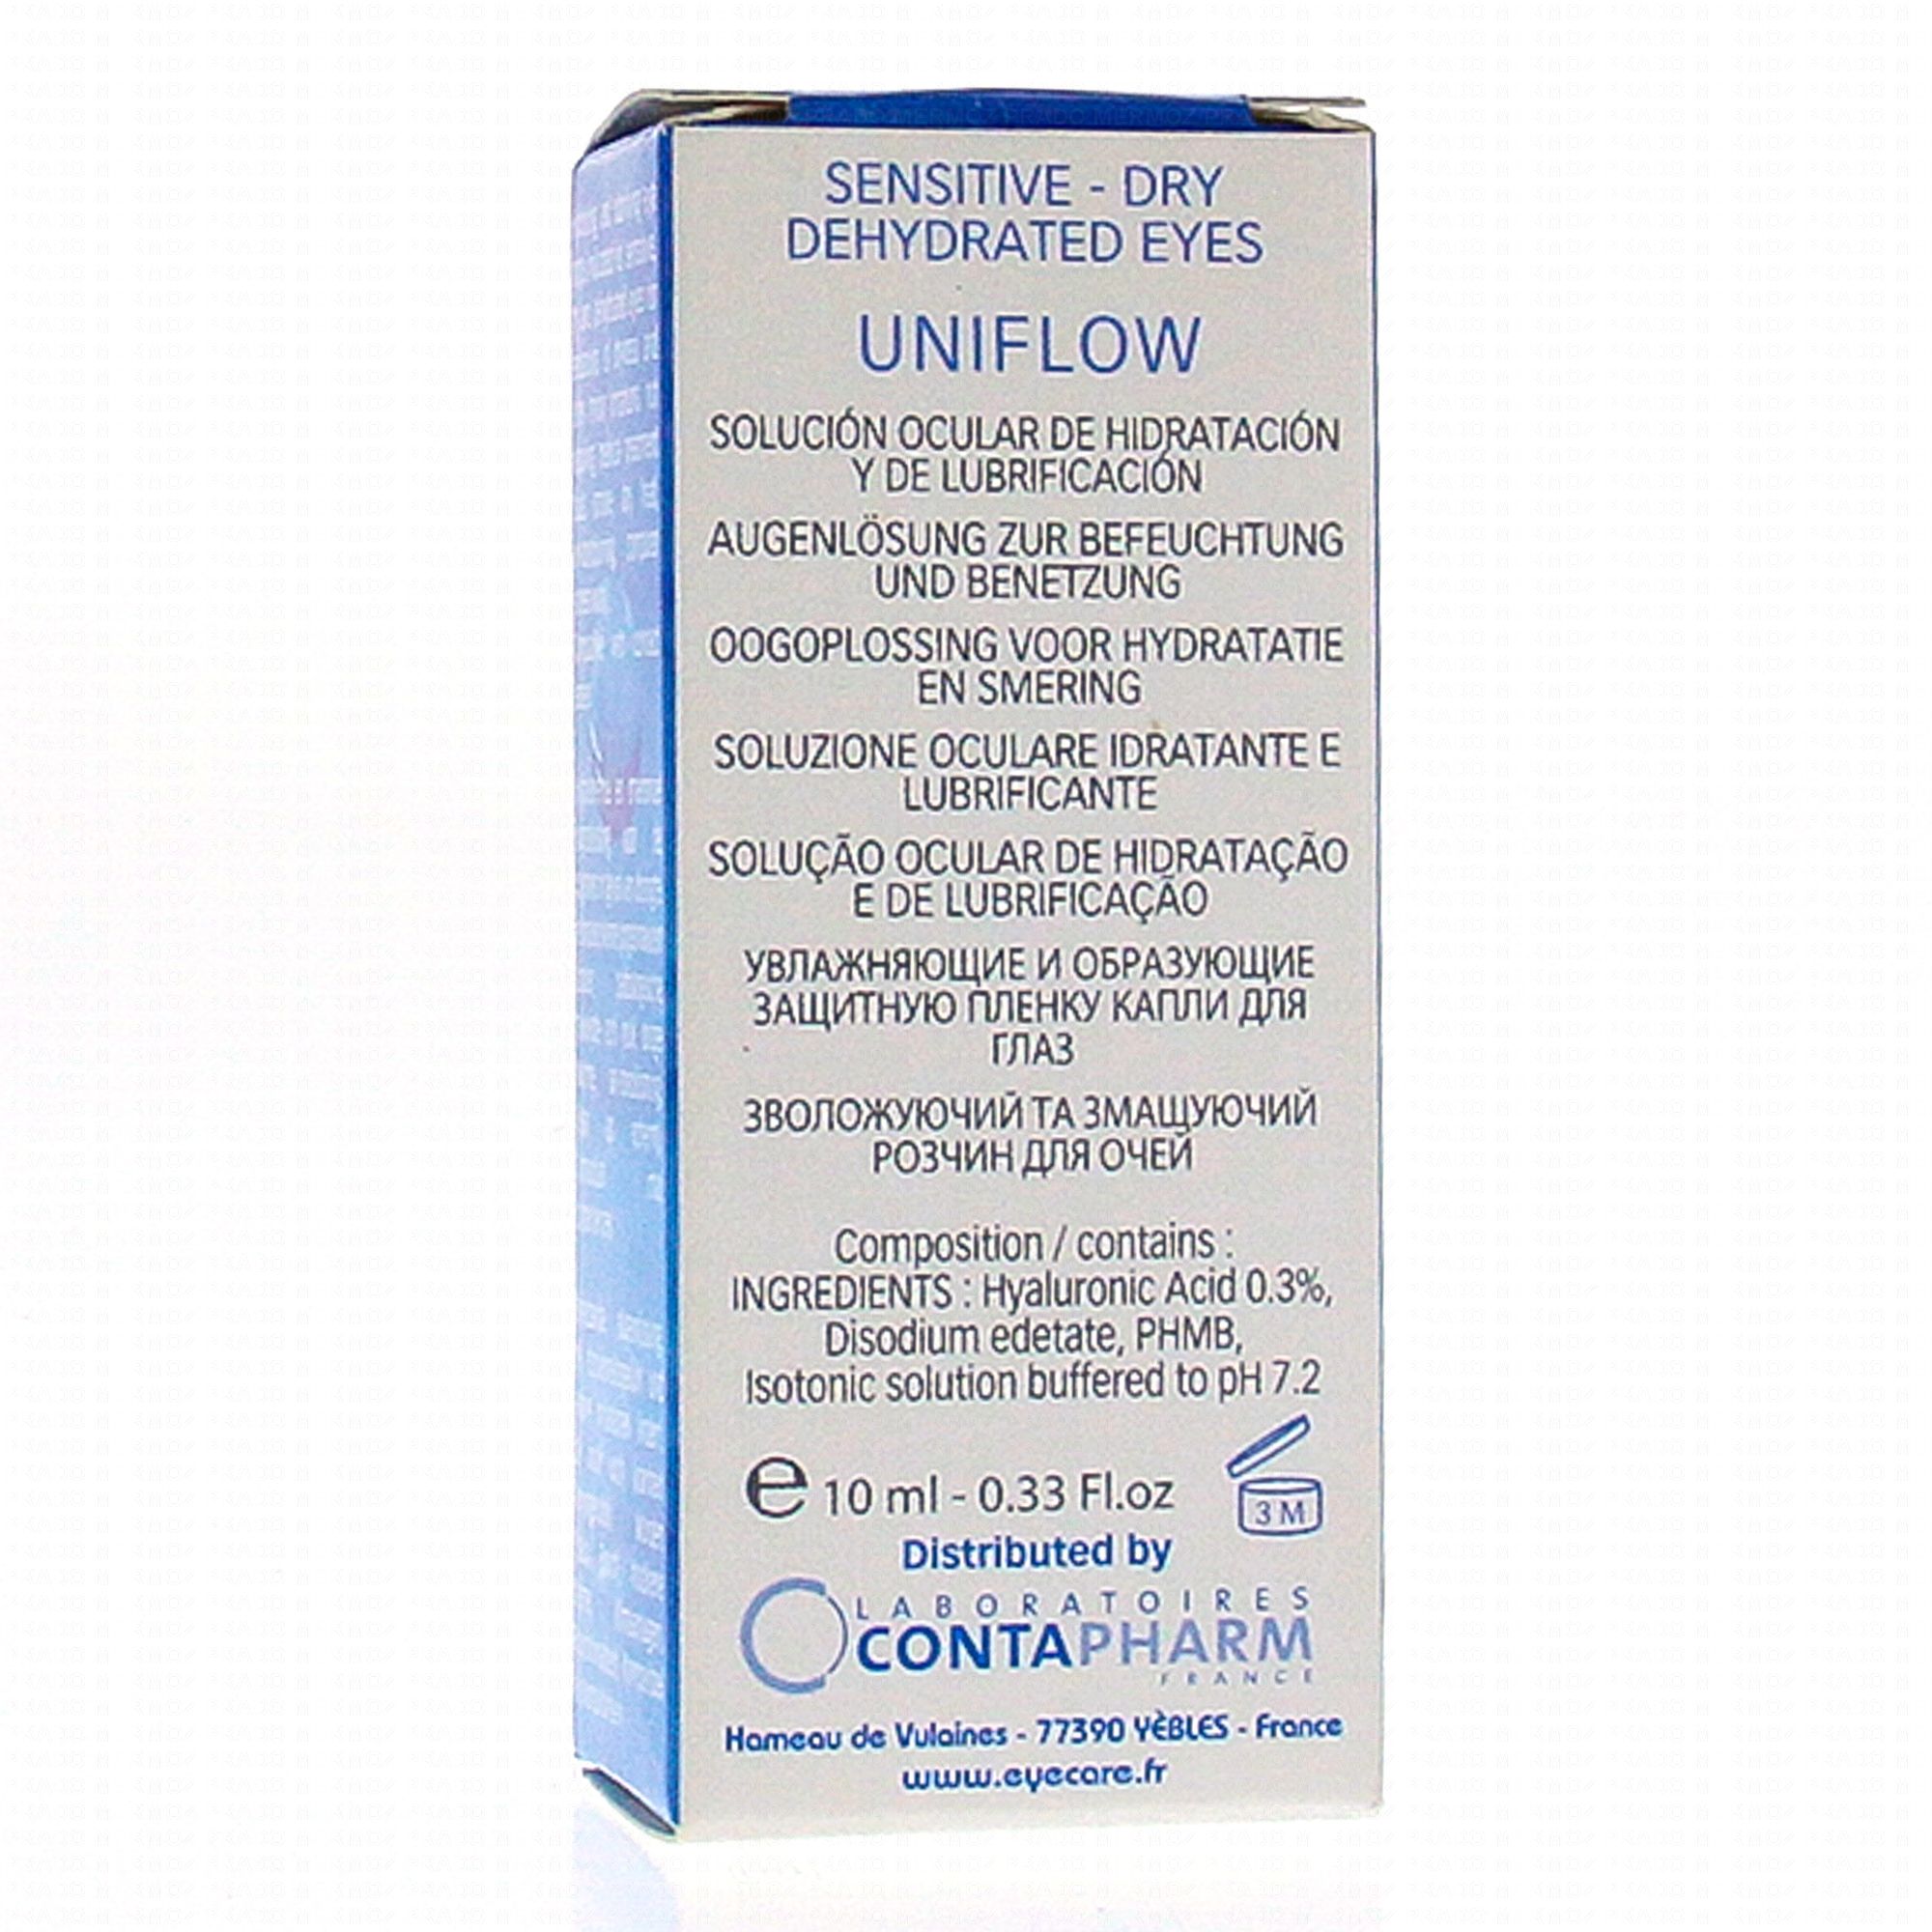 SENSITIVE - DRY
DEHYDRATED EYES
UNIFLOW
SOLUCIÓN OCULAR DE HIDRATACIÓN
Y DE LUBRIFICACIÓN
AUGENLÖSUNG ZUR BEFEUCHTUNG
UND BENETZUNG
OOGOPLOSSING VOOR HYDRATATIE
EN SMERING
SOLUZIONE OCULARE IDRATANTE E
LUBRIFICANTE
SOLUÇÃO OCULAR DE HIDRATAÇÃO
E DE LUBRIFICAÇÃO
УВЛАЖНЯЮЩИЕ И ОБРАЗУЮЩИЕ
ЗАЩИТНУЮ ПЛЕНКУ КАПЛИ ДЛЯ
ГЛАЗ
ЗВОЛОЖУЮЧИЙ ТА ЗМАЩУЮЧИЙ
РОЗЧИН ДЛЯ ОЧЕЙ
Composition / contains :
INGREDIENTS : Hyaluronic Acid 0.3%,
Disodium edetate, PHMB,
Isotonic solution buffered to pH 7.2
e 10 ml - 0.33 Fl.oz
3 M
Distributed by
LABORATOIRES
CONTAPHARM
FRANCE
Hameau de Vulaines - 77390 YÈBLES - France
www.eyecare.fr